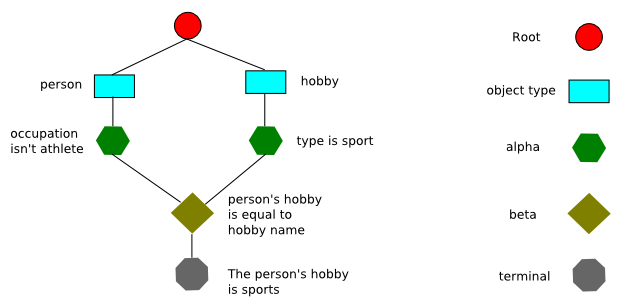 person
hobby
occupation
isn't athlete
type is sport
person's hobby
is equal to
hobby name
The person's hobby
is sports
Root
object type
alpha
beta
terminal